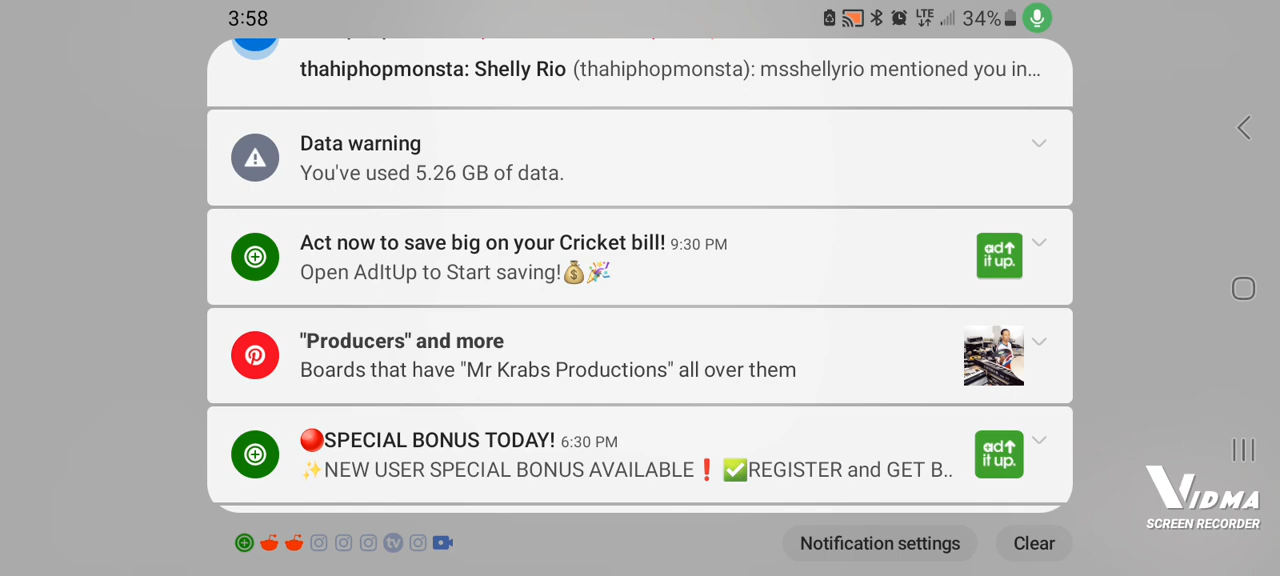 3:58
LTE
34%
thahiphopmonsta: Shelly Rio (thahiphopmonsta): msshellyrio mentioned you in...
Data warning
You've used 5.26 GB of data.
Act now to save big on your Cricket bill! 9:30 PM
Open AdItUp to Start saving!💰🎉
ad↑
it up.
"Producers" and more
Boards that have "Mr Krabs Productions" all over them
🔴SPECIAL BONUS TODAY! 6:30 PM
✨NEW USER SPECIAL BONUS AVAILABLE❗ ✅REGISTER and GET B..
ad↑
it up.
tv
Notification settings
Clear
VIDMA
SCREEN RECORDER